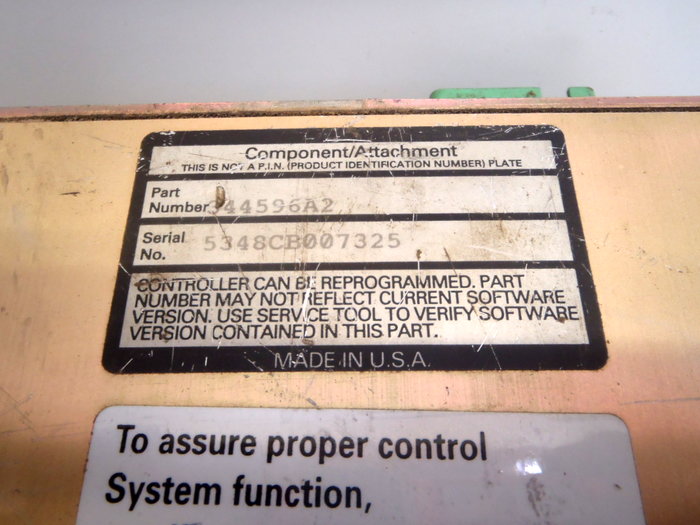 Component/Attachment
THIS IS NOT A P.I.N. (PRODUCT IDENTIFICATION NUMBER) PLATE
Part
Number 344596A2
Serial
No. 5348CB007325
CONTROLLER CAN BE REPROGRAMMED. PART
NUMBER MAY NOT REFLECT CURRENT SOFTWARE
VERSION. USE SERVICE TOOL TO VERIFY SOFTWARE
VERSION CONTAINED IN THIS PART.
MADE IN U.S.A.
To assure proper control
System function,